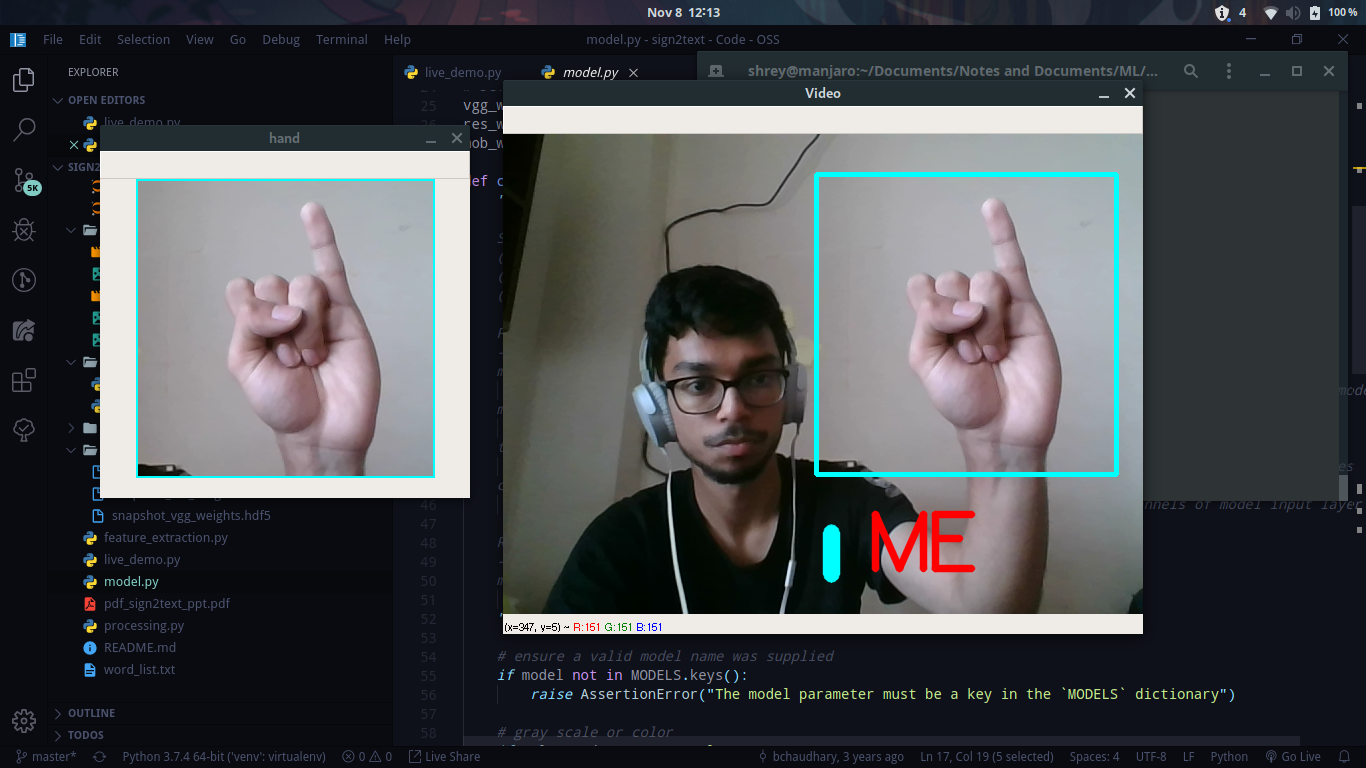 Nov 8 12:13
4
100 %
File Edit Selection View Go Debug Terminal Help
model.py - sign2text - Code - OSS
EXPLORER
live_demo.py
model.py
shrey@manjaro:~/Documents/Notes and Documents/ML/...
OPEN EDITORS
live_demo.py
SIGN2
5K
hand
Video
25
vgg_w
26
res_w
ME
(x=347, y=5) ~ R:151 G:151 B:151
snapshot_vgg_weights.hdf5
feature_extraction.py
live_demo.py
model.py
pdf_sign2text_ppt.pdf
processing.py
README.md
word_list.txt
OUTLINE
TODOS
46
nnels of model input layer
47
48
49
50
51
52
53
54 # ensure a valid model name was supplied
55 if model not in MODELS.keys():
56 raise AssertionError("The model parameter must be a key in the `MODELS` dictionary")
57
58 # gray scale or color
master* Python 3.7.4 64-bit ('venv': virtualenv) 0 0 Live Share bchaudhary, 3 years ago Ln 17, Col 19 (5 selected) Spaces: 4 UTF-8 LF Python Go Live